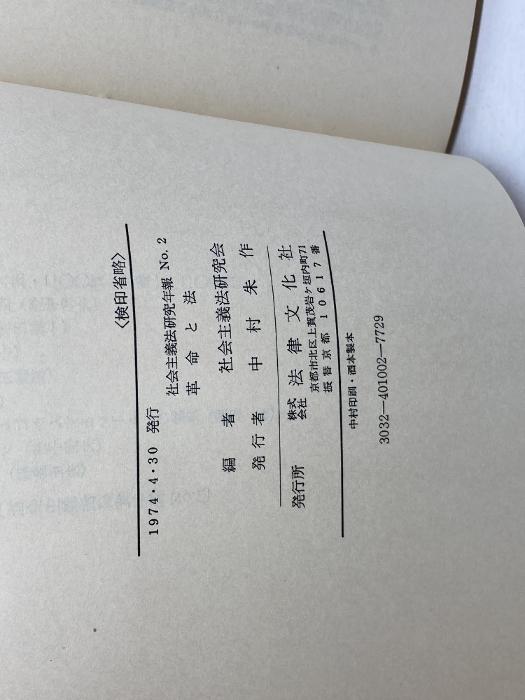 〈検印省略〉
1974・4・30 発行
社会主義法研究年報 No. 2
革命と法
編者 社会主義法研究会
発行者 中村朱作
発行所 株式会社 法律文化社
京都市北区上賀茂岩ケ垣内町71
振替京都 10617番
中村印刷・酒本製本
3032―401002―7729